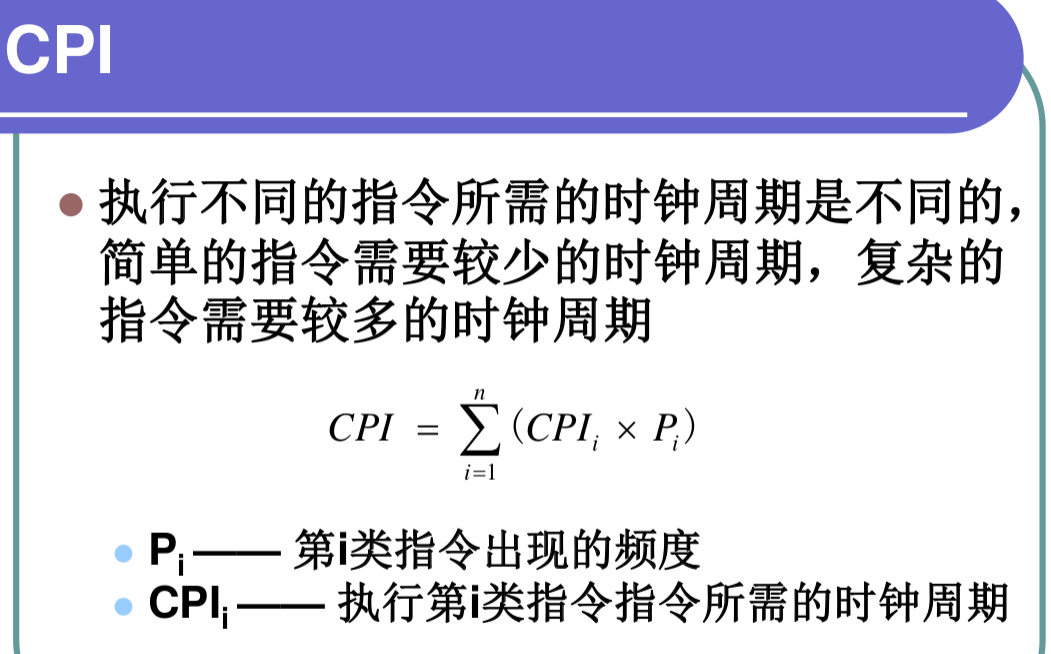 CPI
执行不同的指令所需的时钟周期是不同的，
简单的指令需要较少的时钟周期，复杂的
指令需要较多的时钟周期
CPI = ∑_{i=1}^{n} (CPI_i × P_i)
P_i —— 第i类指令出现的频度
CPI_i —— 执行第i类指令指令所需的时钟周期